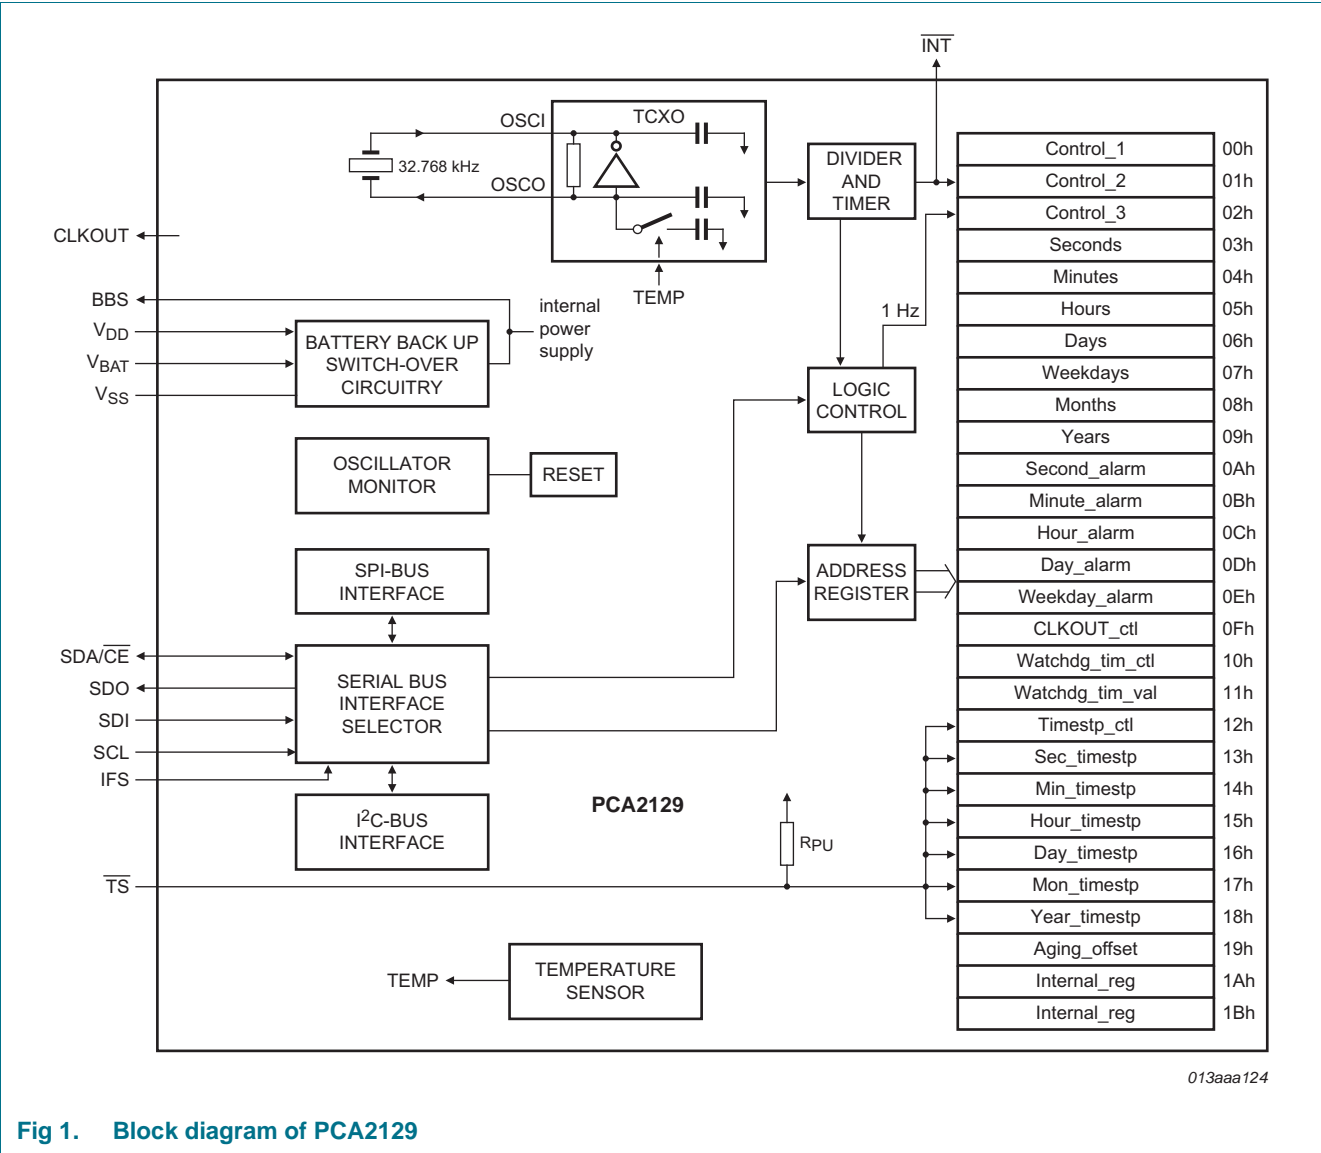 INT
OSCI
TCXO
32.768 kHz
OSCO
TEMP
DIVIDER
AND
TIMER
CLKOUT
BBS
VDD
VBAT
VSS
internal
power
supply
BATTERY BACK UP
SWITCH-OVER
CIRCUITRY
1 Hz
LOGIC
CONTROL
OSCILLATOR
MONITOR
RESET
SPI-BUS
INTERFACE
ADDRESS
REGISTER
SDA/CE
SDO
SDI
SCL
IFS
SERIAL BUS
INTERFACE
SELECTOR
I2C-BUS
INTERFACE
PCA2129
RPU
TS
TEMP
TEMPERATURE
SENSOR
Control_1 00h
Control_2 01h
Control_3 02h
Seconds 03h
Minutes 04h
Hours 05h
Days 06h
Weekdays 07h
Months 08h
Years 09h
Second_alarm 0Ah
Minute_alarm 0Bh
Hour_alarm 0Ch
Day_alarm 0Dh
Weekday_alarm 0Eh
CLKOUT_ctl 0Fh
Watchdg_tim_ctl 10h
Watchdg_tim_val 11h
Timestp_ctl 12h
Sec_timestp 13h
Min_timestp 14h
Hour_timestp 15h
Day_timestp 16h
Mon_timestp 17h
Year_timestp 18h
Aging_offset 19h
Internal_reg 1Ah
Internal_reg 1Bh
013aaa124
Fig 1. Block diagram of PCA2129